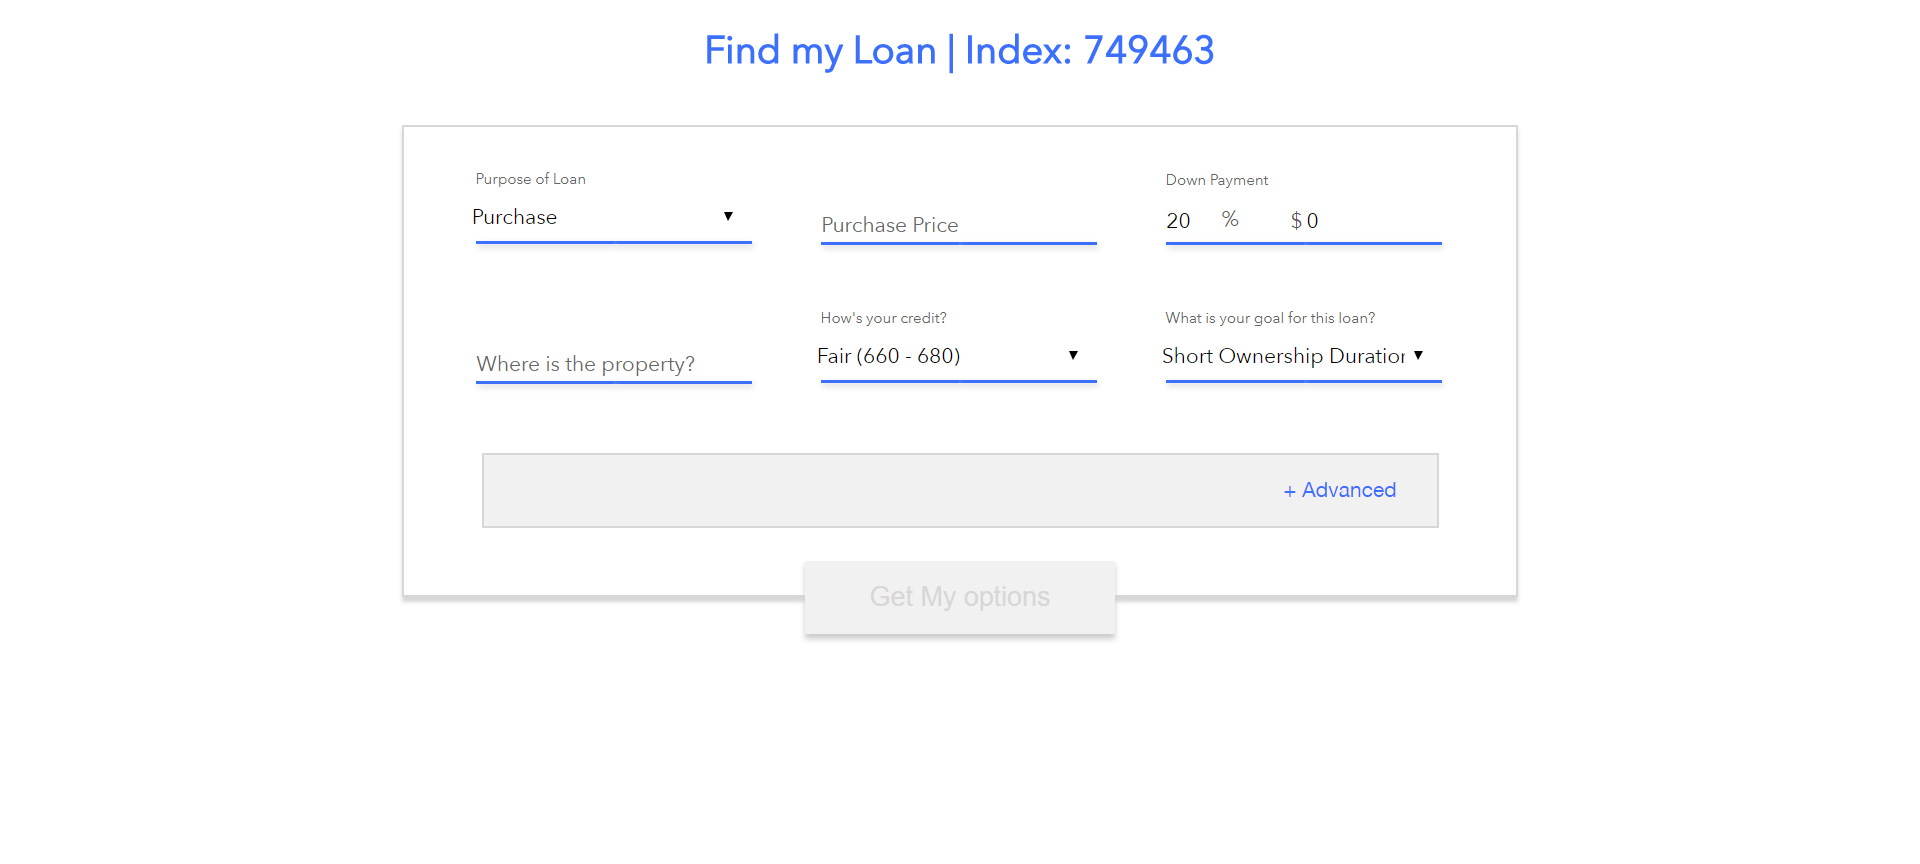 Find my Loan | Index: 749463
Purpose of Loan
Purchase
Purchase Price
Down Payment
20 % $ 0
Where is the property?
How's your credit?
Fair (660 - 680)
What is your goal for this loan?
Short Ownership Duration
+ Advanced
Get My options